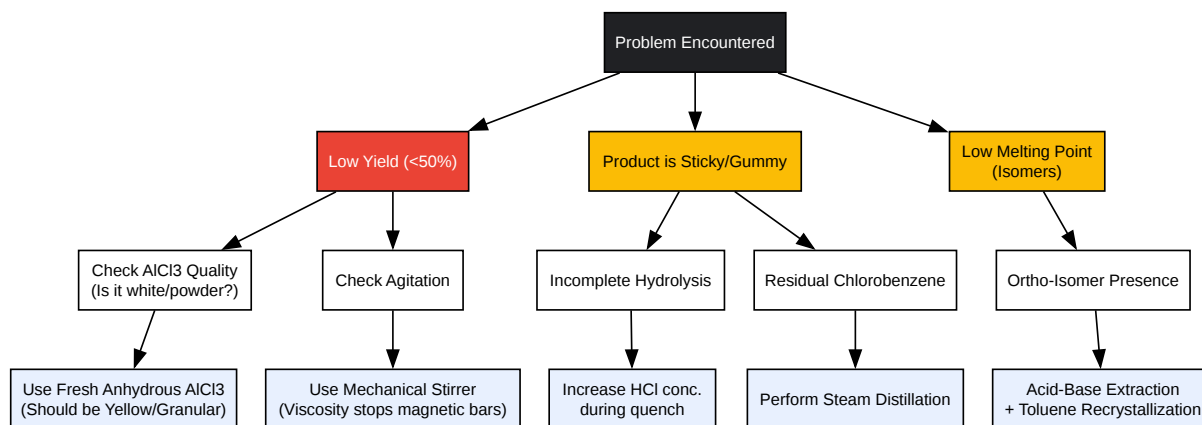 Problem Encountered
Low Yield (<50%)
Product is Sticky/Gummy
Low Melting Point
(Isomers)
Check AlCl3 Quality
(Is it white/powder?)
Check Agitation
Incomplete Hydrolysis
Residual Chlorobenzene
Ortho-Isomer Presence
Use Fresh Anhydrous AlCl3
(Should be Yellow/Granular)
Use Mechanical Stirrer
(Viscosity stops magnetic bars)
Increase HCl conc.
during quench
Perform Steam Distillation
Acid-Base Extraction
+ Toluene Recrystallization